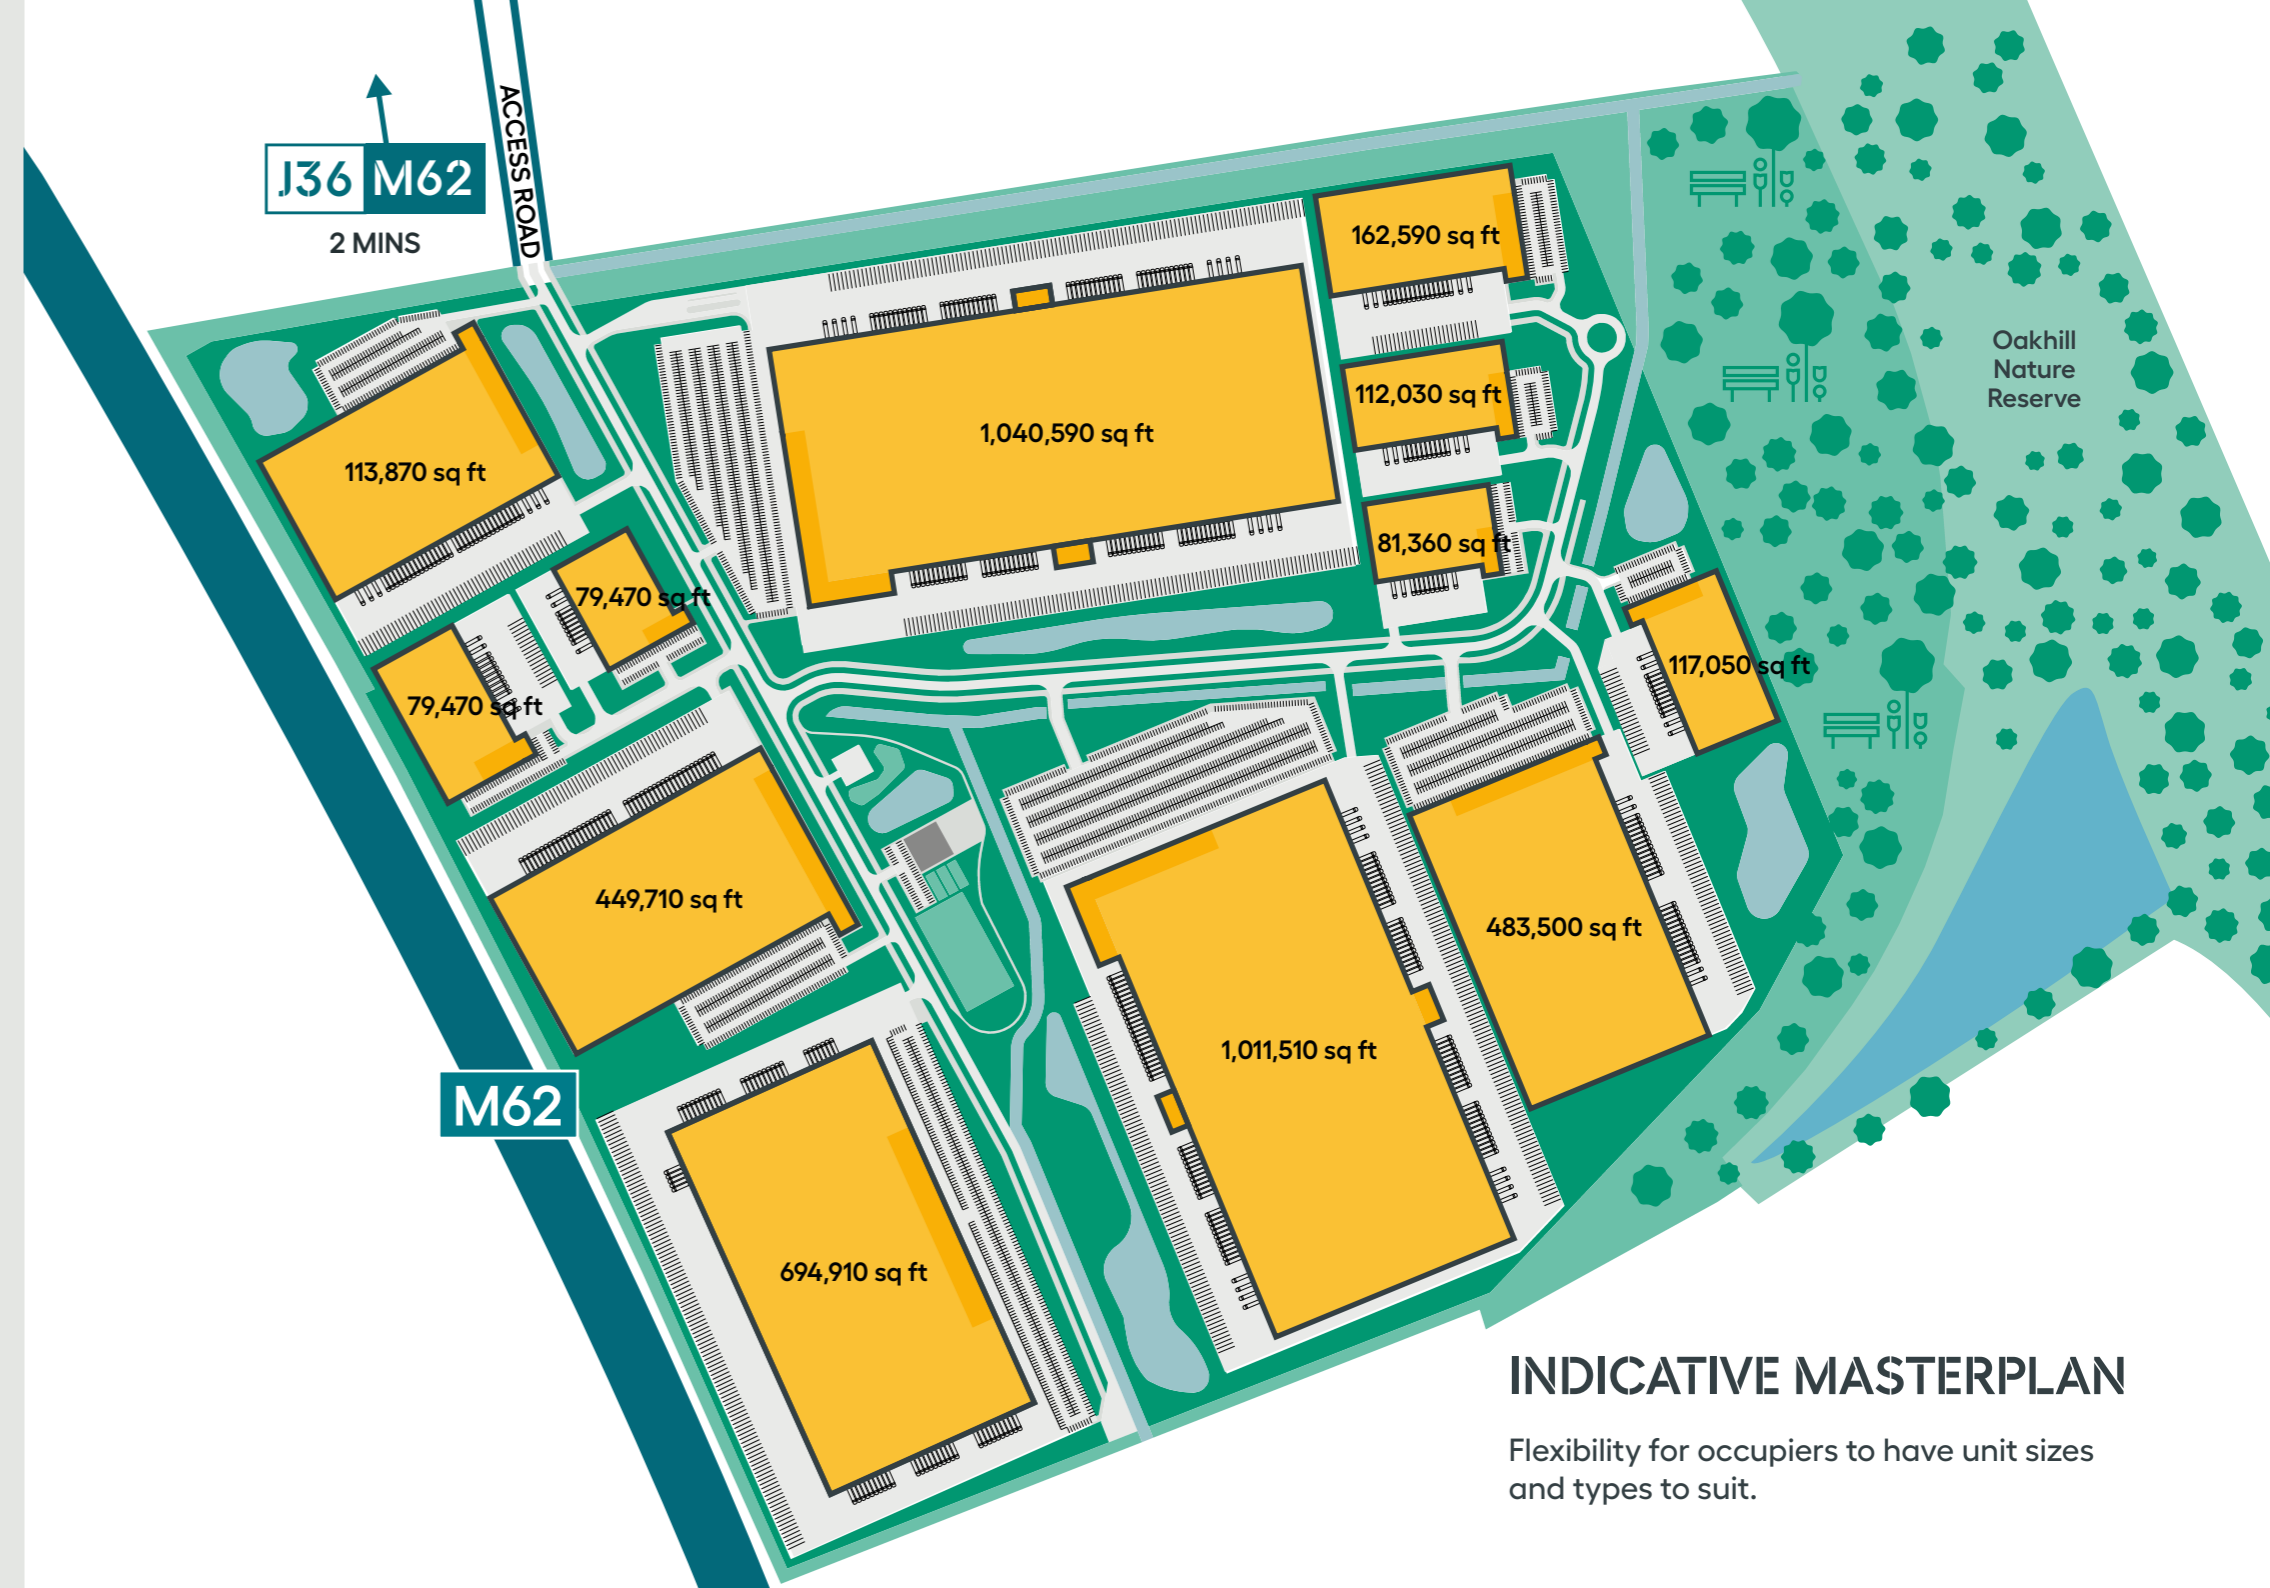 ACCESS ROAD
J36 M62
2 MINS
162,590 sq ft
112,030 sq ft
1,040,590 sq ft
113,870 sq ft
81,360 sq ft
79,470 sq ft
79,470 sq ft
117,050 sq ft
Oakhill
Nature
Reserve
449,710 sq ft
483,500 sq ft
1,011,510 sq ft
M62
694,910 sq ft
INDICATIVE MASTERPLAN
Flexibility for occupiers to have unit sizes
and types to suit.